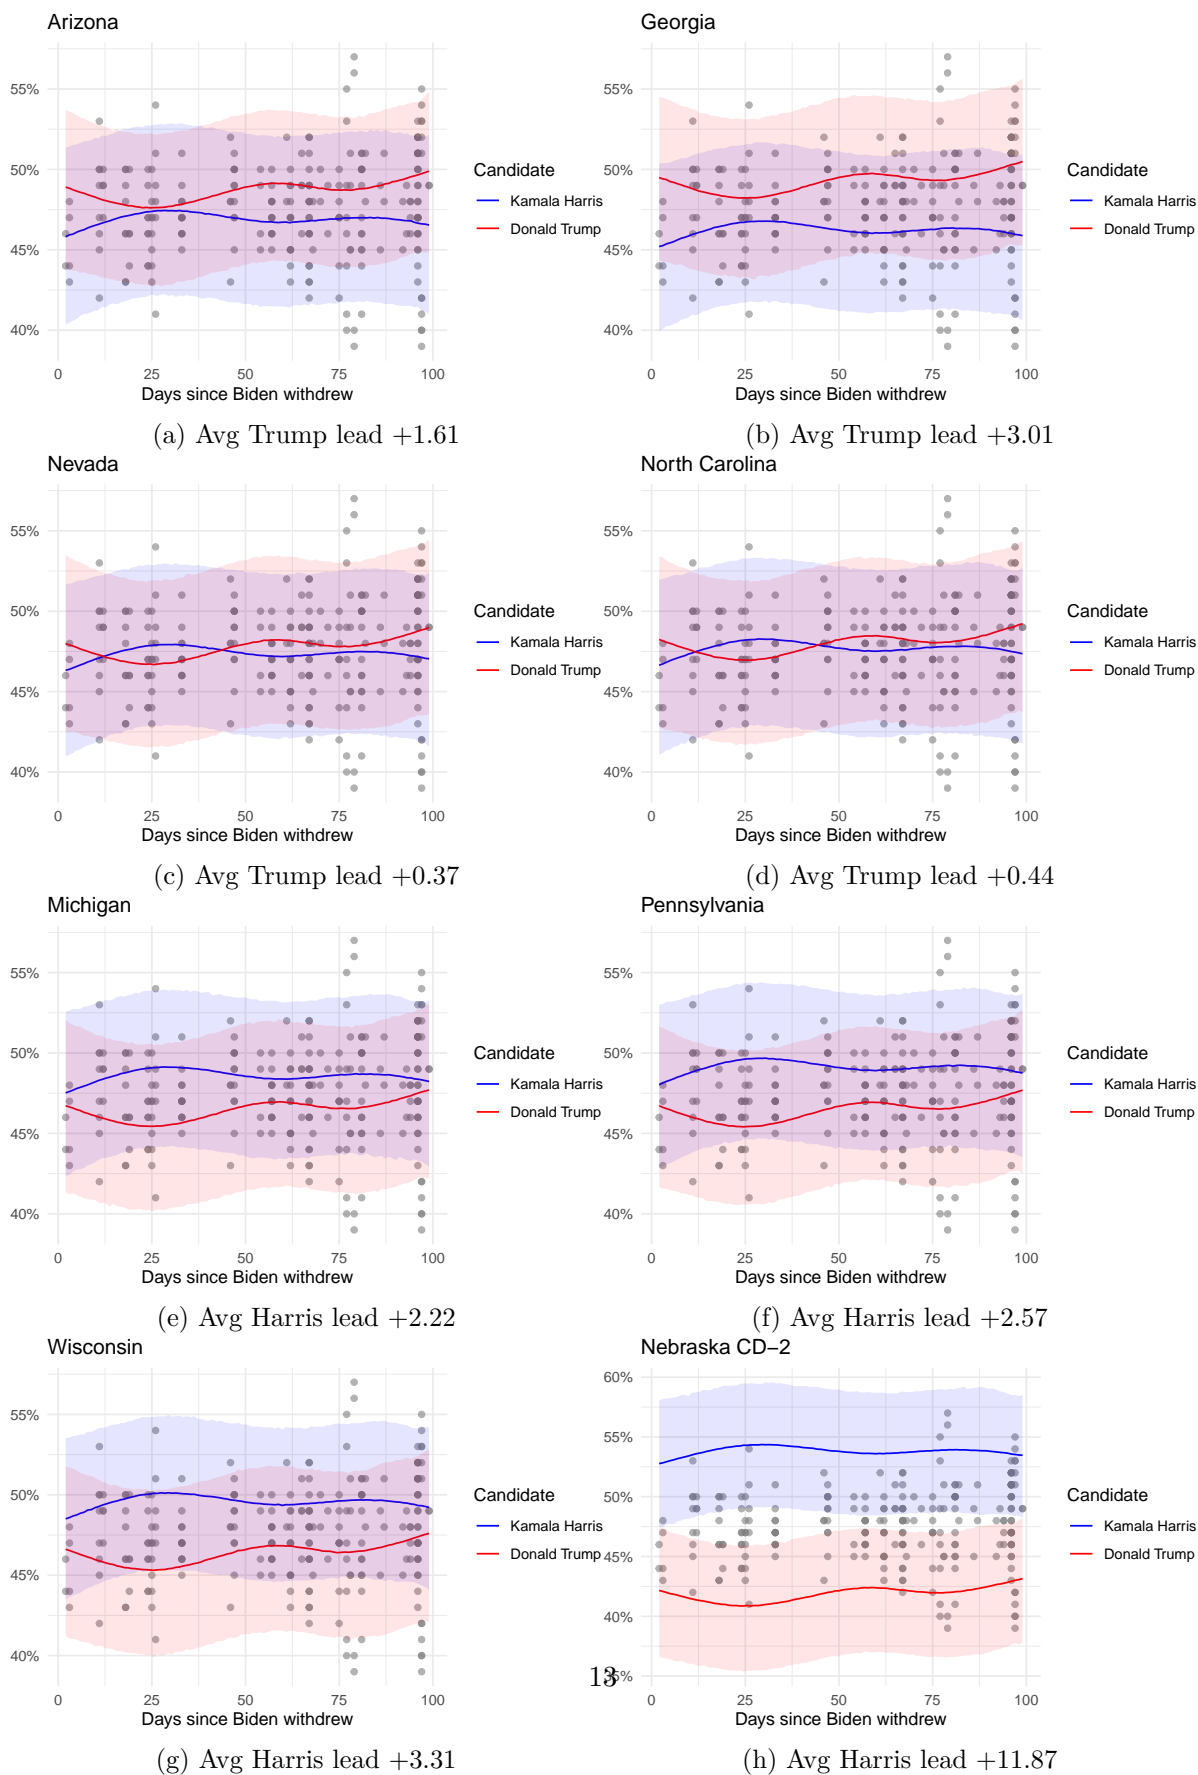 Arizona
55%
50%
45%
40%
0 25 50 75 100
Days since Biden withdrew
Candidate
Kamala Harris
Donald Trump
(a) Avg Trump lead +1.61
Georgia
55%
50%
45%
40%
0 25 50 75 100
Days since Biden withdrew
Candidate
Kamala Harris
Donald Trump
(b) Avg Trump lead +3.01
Nevada
55%
50%
45%
40%
0 25 50 75 100
Days since Biden withdrew
Candidate
Kamala Harris
Donald Trump
(c) Avg Trump lead +0.37
North Carolina
55%
50%
45%
40%
0 25 50 75 100
Days since Biden withdrew
Candidate
Kamala Harris
Donald Trump
(d) Avg Trump lead +0.44
Michigan
55%
50%
45%
40%
0 25 50 75 100
Days since Biden withdrew
Candidate
Kamala Harris
Donald Trump
(e) Avg Harris lead +2.22
Pennsylvania
55%
50%
45%
40%
0 25 50 75 100
Days since Biden withdrew
Candidate
Kamala Harris
Donald Trump
(f) Avg Harris lead +2.57
Wisconsin
55%
50%
45%
40%
0 25 50 75 100
Days since Biden withdrew
Candidate
Kamala Harris
Donald Trump
(g) Avg Harris lead +3.31
Nebraska CD−2
60%
55%
50%
45%
40%
35%
0 25 50 75 100
Days since Biden withdrew
Candidate
Kamala Harris
Donald Trump
(h) Avg Harris lead +11.87
13